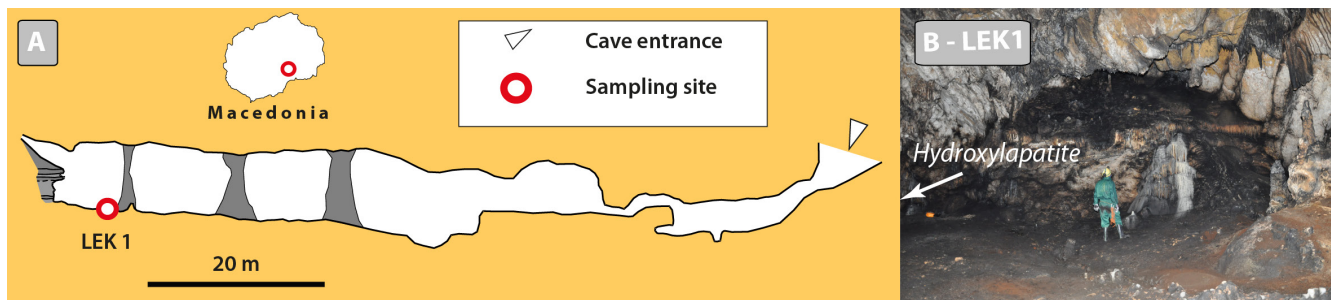 A
Macedonia
Cave entrance
Sampling site
LEK 1
20 m
B - LEK1
Hydroxylapatite